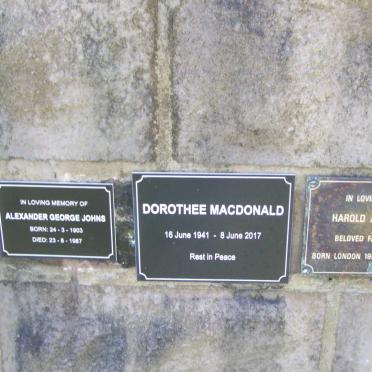 IN LOVING MEMORY OF
ALEXANDER GEORGE JOHNS
BORN: 24 - 3 - 1903
DIED: 23 - 8 - 1987
DOROTHEE MACDONALD
16 June 1941 - 8 June 2017
Rest in Peace
IN LOV
HAROLD
BELOVED F
BORN LONDON